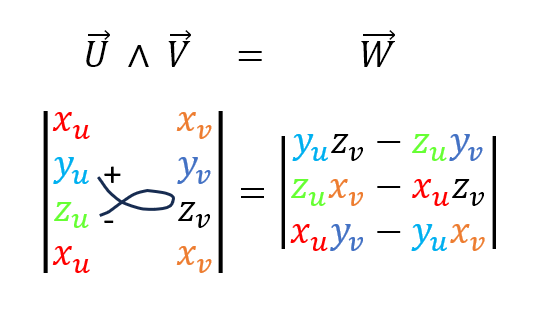 U⃗ ∧ V⃗ = W⃗
|x_u x_v|
|y_u + y_v| = |y_u z_v − z_u y_v|
|z_u - z_v| |z_u x_v − x_u z_v|
|x_u x_v| |x_u y_v − y_u x_v|